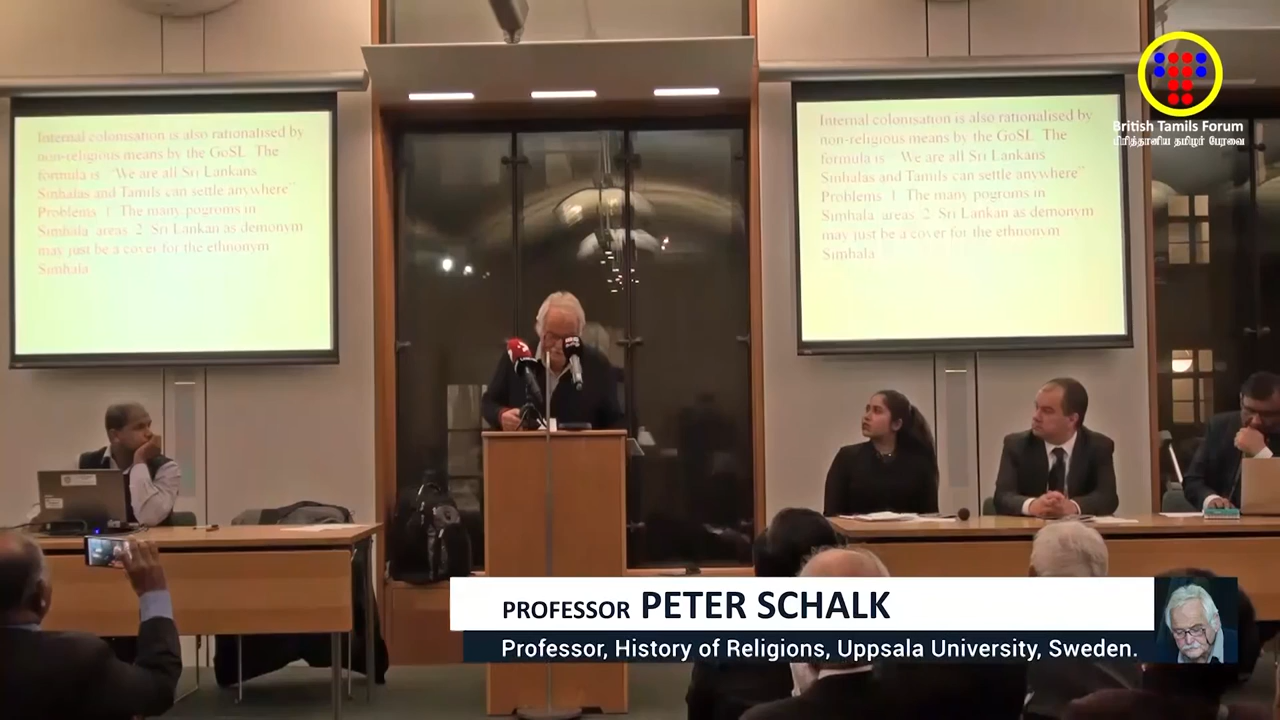 Internal colonisation is also rationalised by
non-religious means by the GoSL. The
formula is "We are all Sri Lankans
Sinhalas and Tamils can settle anywhere"
Problems 1 The many pogroms in
Simhala areas 2 Sri Lankan as demonym
may just be a cover for the ethnonym
Simhala
Internal colonisation is also rationalised by
non-religious means by the GoSL. The
formula is "We are all Sri Lankans
Sinhalas and Tamils can settle anywhere"
Problems 1 The many pogroms in
Simhala areas 2 Sri Lankan as demonym
may just be a cover for the ethnonym
Simhala
British Tamils Forum
பிரித்தானிய தமிழர் பேரவை
PROFESSOR PETER SCHALK
Professor, History of Religions, Uppsala University, Sweden.